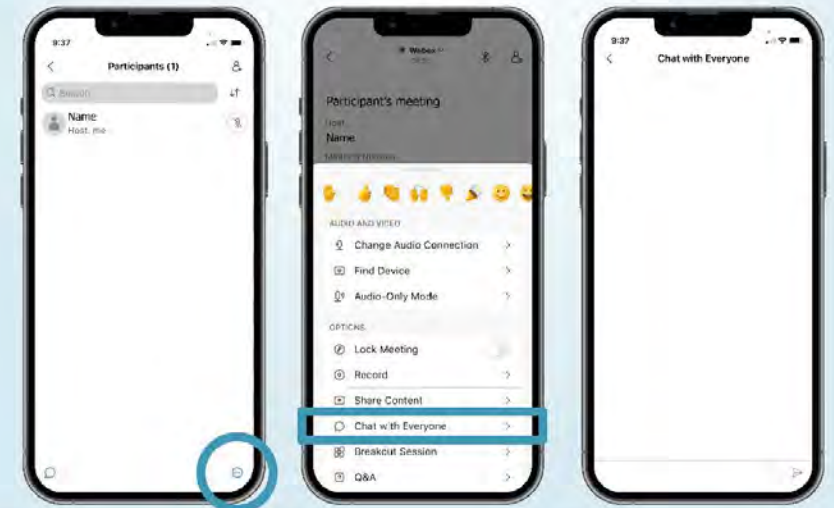 9:37
Participants (1)
Search
Name
Host, me
Webex
Participant's meeting
Host
Name
AUDIO AND VIDEO
Change Audio Connection
Find Device
Audio-Only Mode
OPTIONS
Lock Meeting
Record
Share Content
Chat with Everyone
Breakout Session
Q&A
9:37
Chat with Everyone